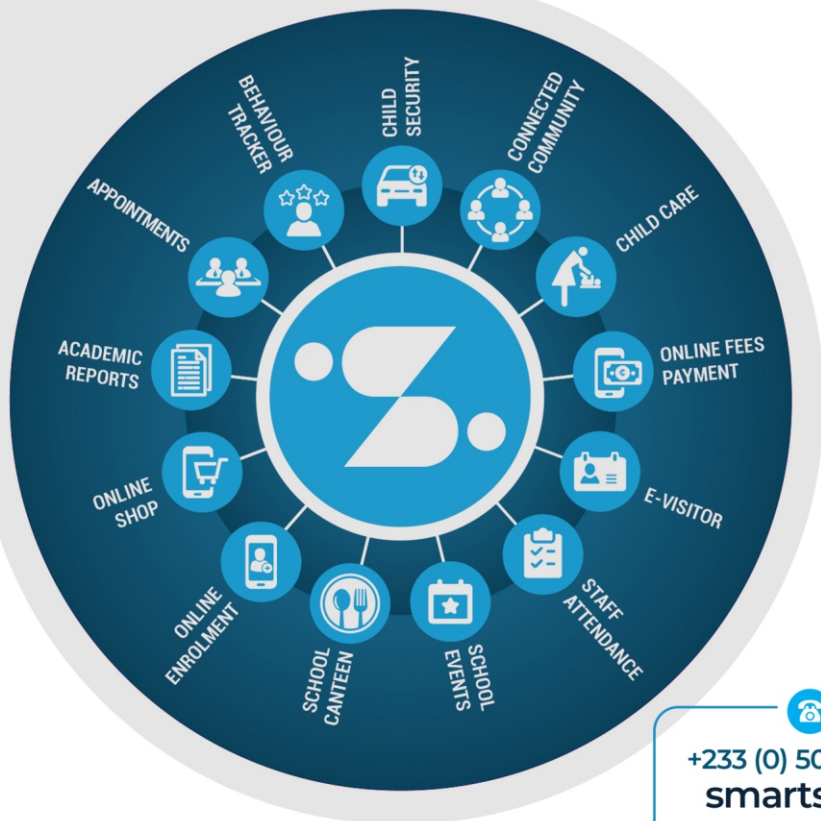 CHILD
SECURITY
CONNECTED
COMMUNITY
CHILD CARE
ONLINE FEES
PAYMENT
E-VISITOR
STAFF
ATTENDANCE
SCHOOL
EVENTS
SCHOOL
CANTEEN
ONLINE
ENROLMENT
ONLINE
SHOP
ACADEMIC
REPORTS
APPOINTMENTS
BEHAVIOUR
TRACKER
+233 (0) 50
smarts